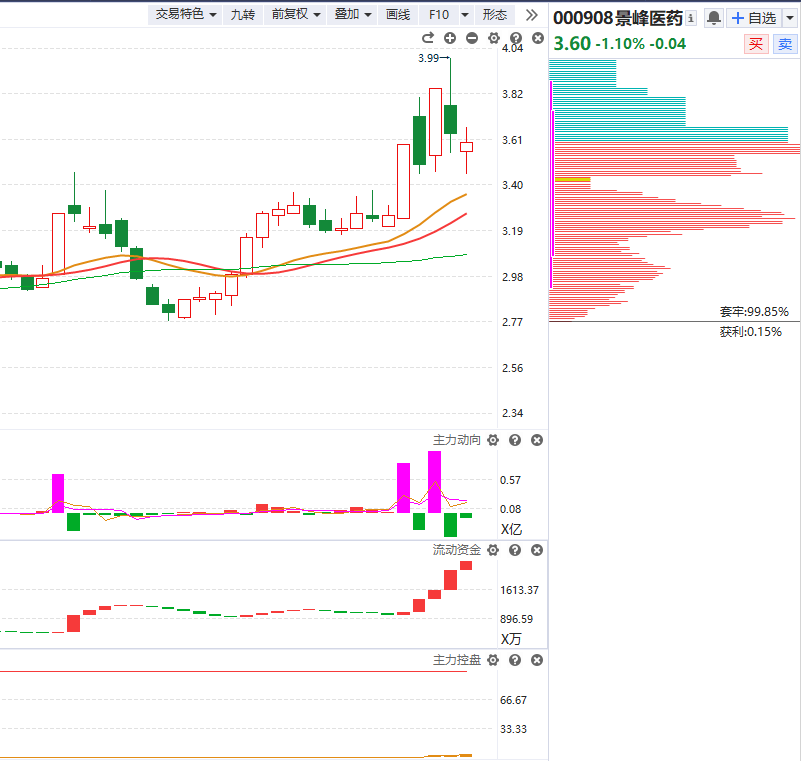 交易特色 九转 前复权 叠加 画线 F10 形态
000908 景峰医药 自选
3.60 -1.10% -0.04 买 卖
4.04
3.99
3.82
3.61
3.40
3.19
2.98
2.77
2.56
2.34
套牢:99.85%
获利:0.15%
主力动向
0.57
0.08
X亿
流动资金
1613.37
896.59
X万
主力控盘
66.67
33.33